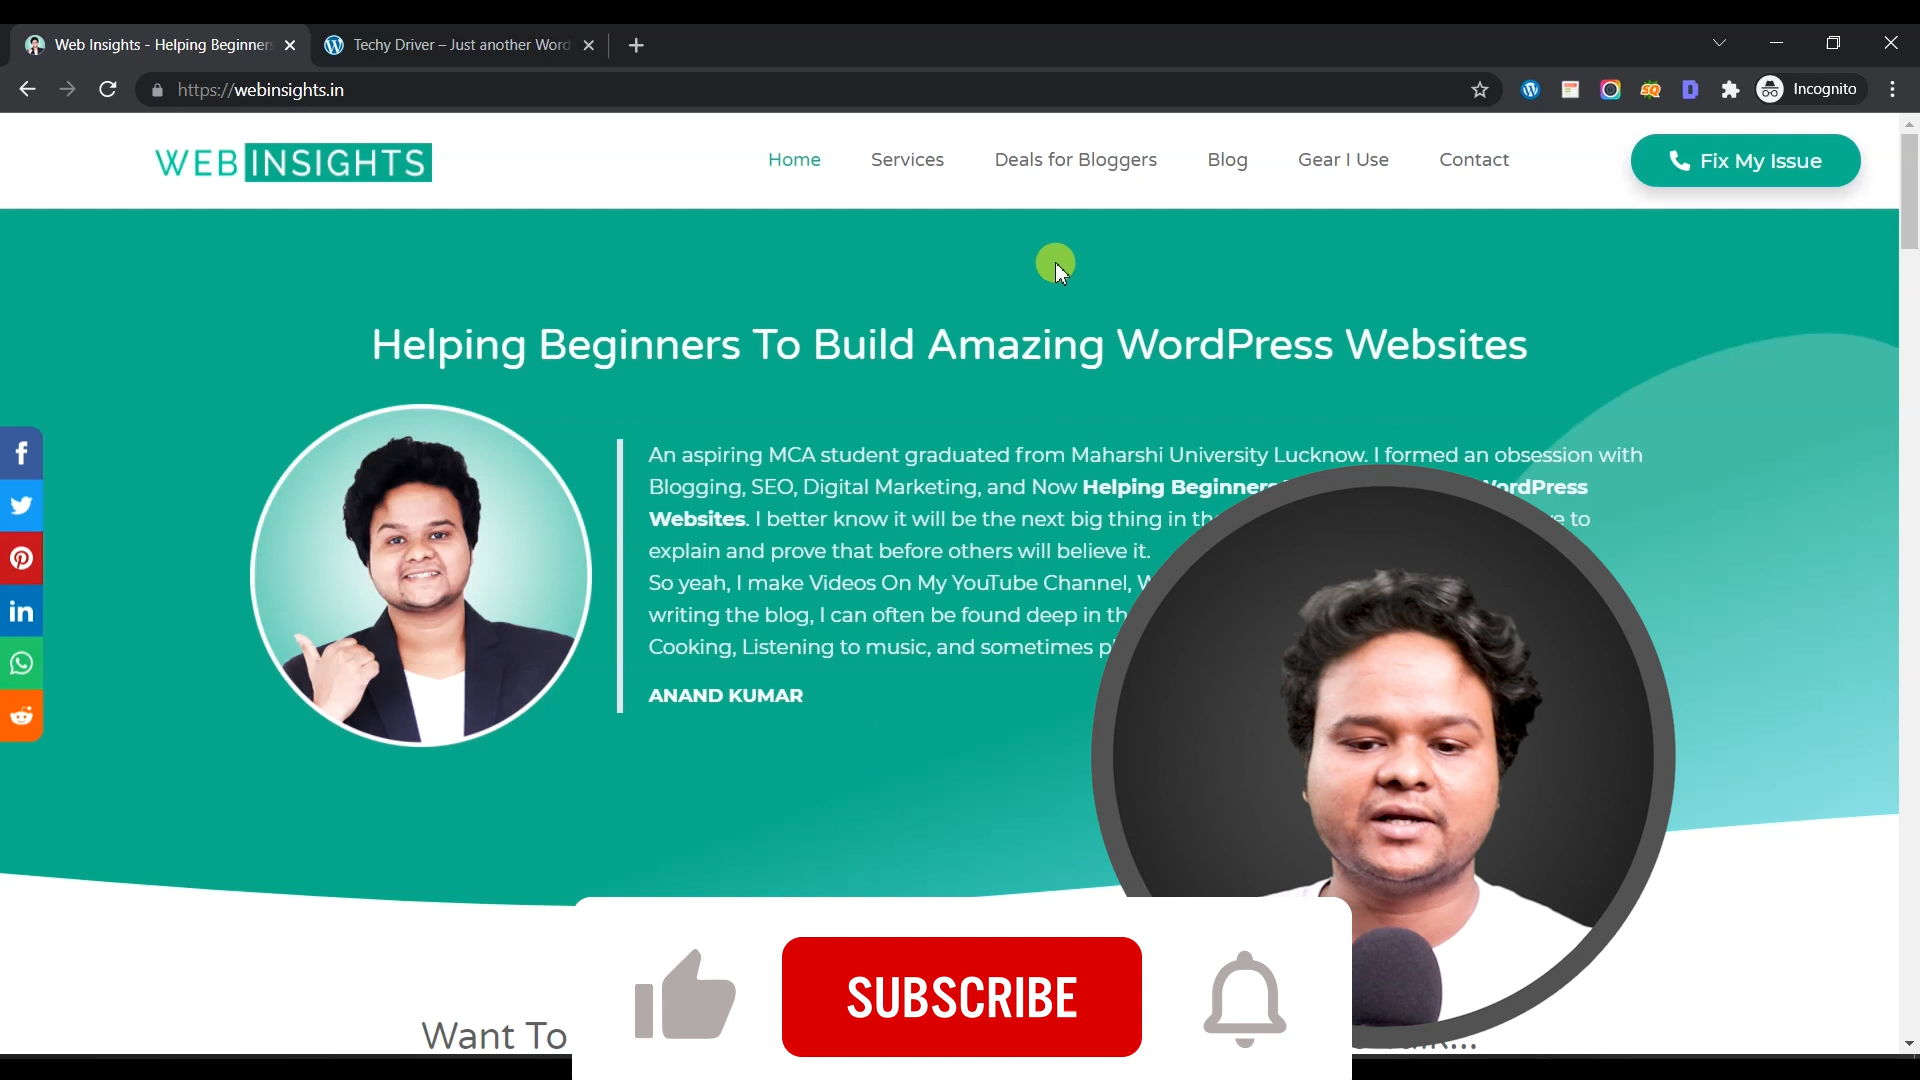 Web Insights - Helping Beginners
Techy Driver – Just another Word
https://webinsights.in
Incognito
WEB INSIGHTS
Home
Services
Deals for Bloggers
Blog
Gear I Use
Contact
Fix My Issue
Helping Beginners To Build Amazing WordPress Websites
An aspiring MCA student graduated from Maharshi University Lucknow. I formed an obsession with
Blogging, SEO, Digital Marketing, and Now Helping Beginners WordPress
Websites. I better know it will be the next big thing in to
explain and prove that before others will believe it.
So yeah, I make Videos On My YouTube Channel,
writing the blog, I can often be found deep in
Cooking, Listening to music, and sometimes
ANAND KUMAR
Want To
SUBSCRIBE